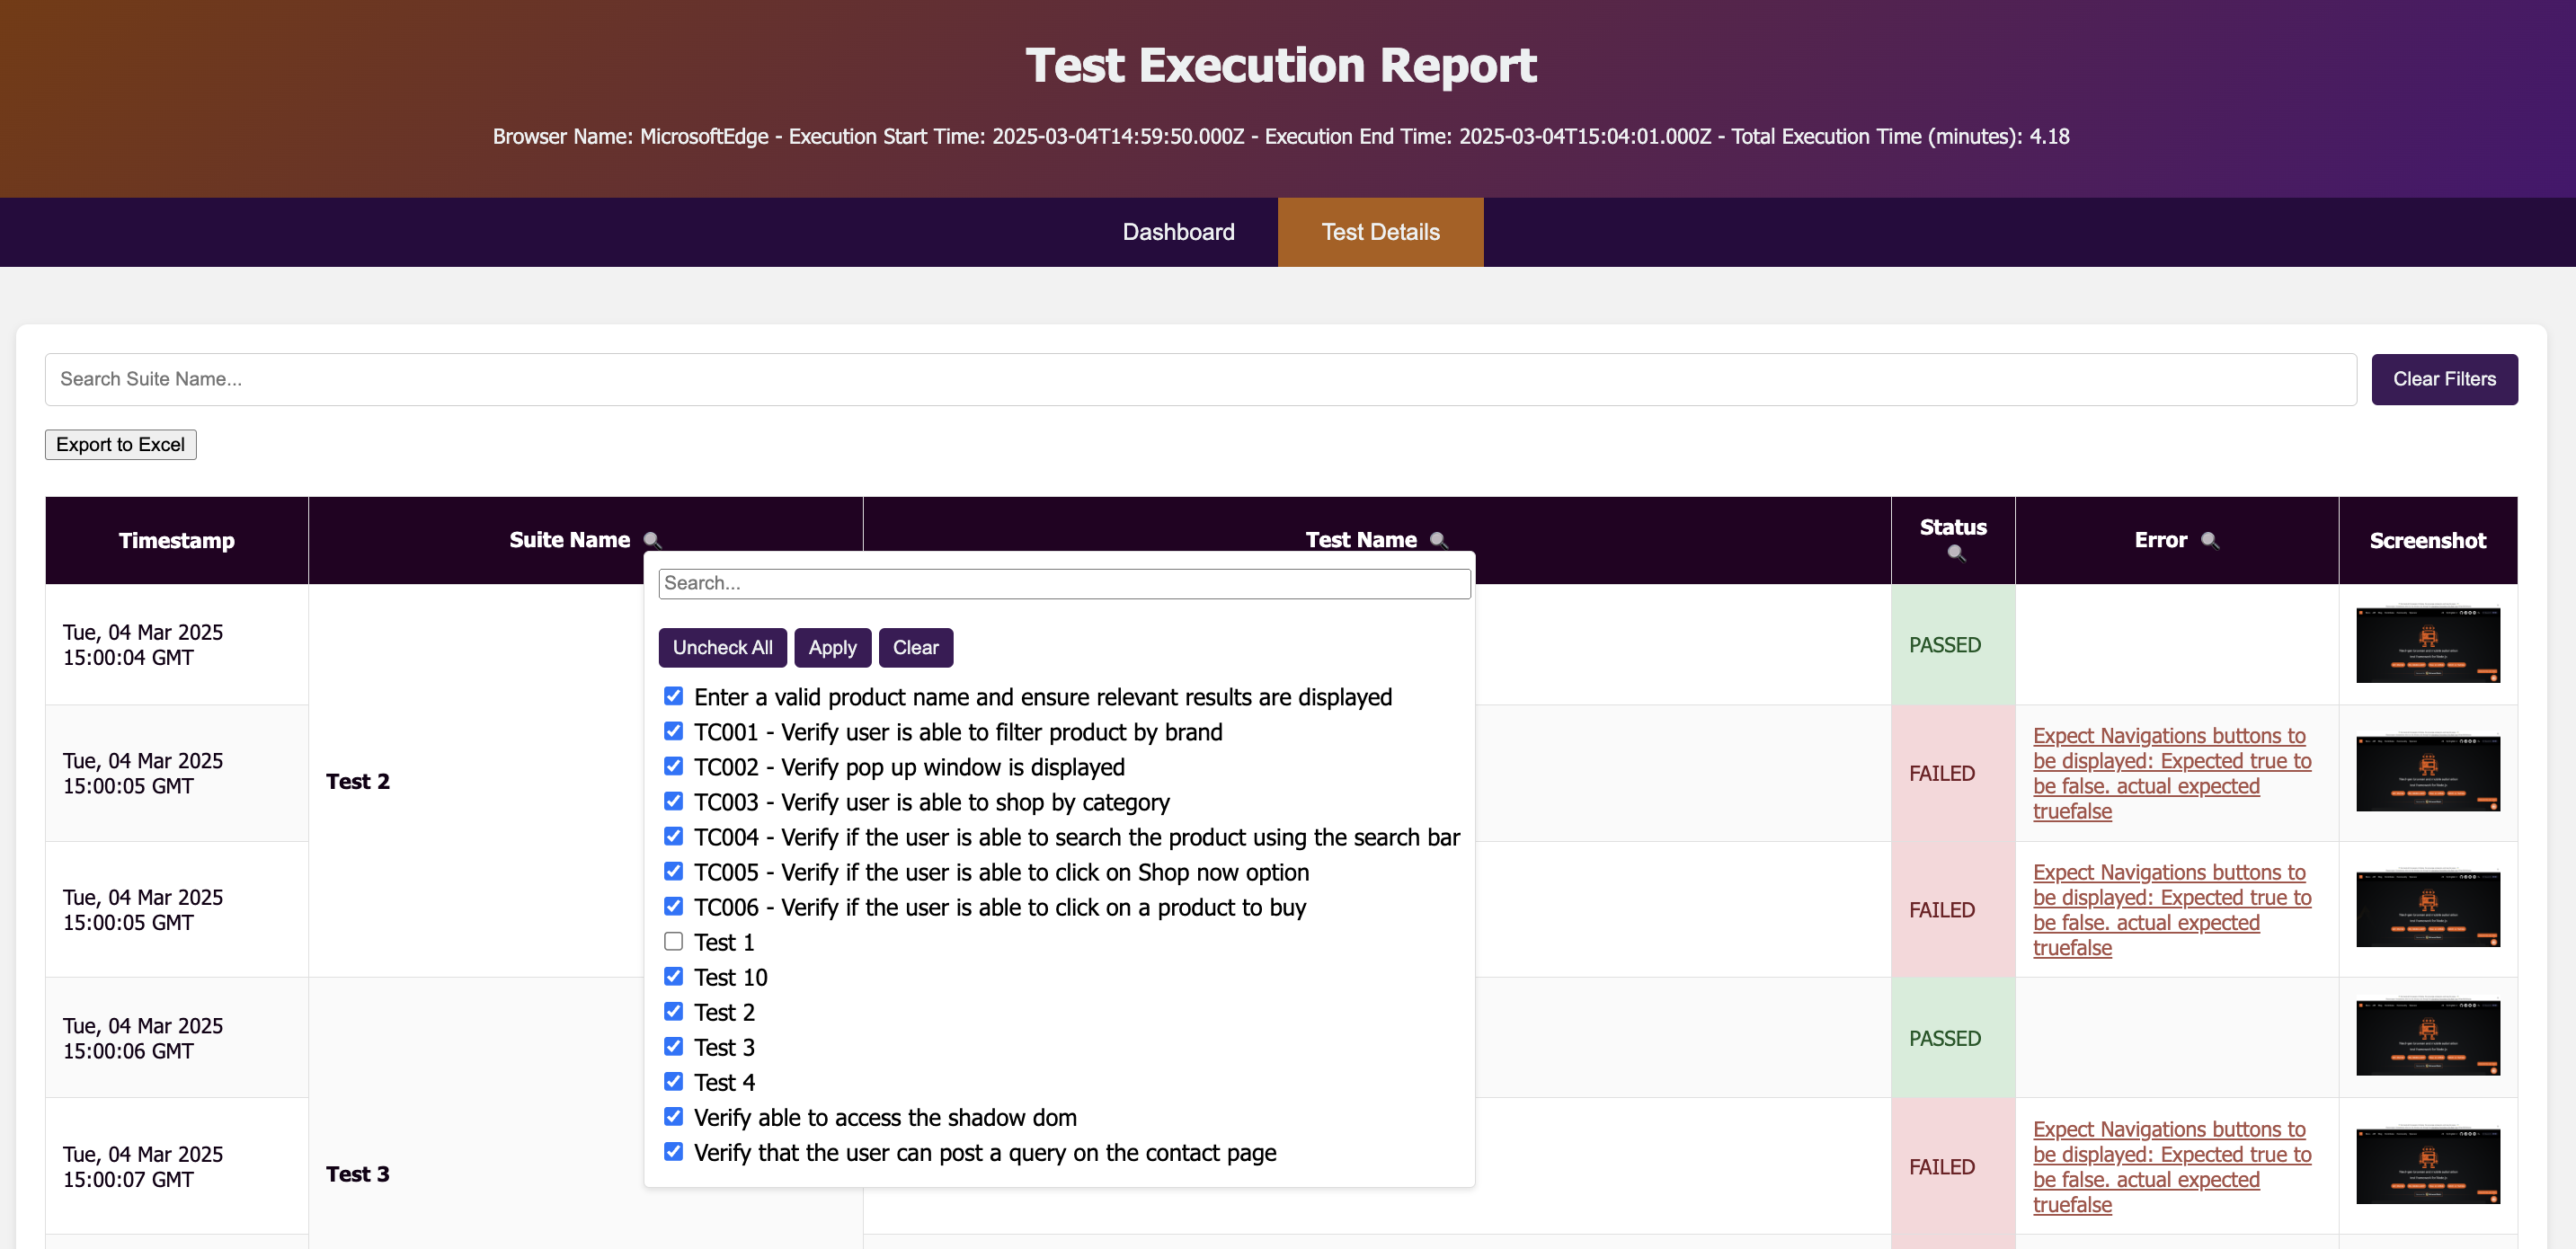 Test Execution Report
Browser Name: MicrosoftEdge - Execution Start Time: 2025-03-04T14:59:50.000Z - Execution End Time: 2025-03-04T15:04:01.000Z - Total Execution Time (minutes): 4.18
Dashboard
Test Details
Search Suite Name...
Clear Filters
Export to Excel
Timestamp
Suite Name
Test Name
Status
Error
Screenshot
Search...
Uncheck All
Apply
Clear
Enter a valid product name and ensure relevant results are displayed
TC001 - Verify user is able to filter product by brand
TC002 - Verify pop up window is displayed
TC003 - Verify user is able to shop by category
TC004 - Verify if the user is able to search the product using the search bar
TC005 - Verify if the user is able to click on Shop now option
TC006 - Verify if the user is able to click on a product to buy
Test 1
Test 10
Test 2
Test 3
Test 4
Verify able to access the shadow dom
Verify that the user can post a query on the contact page
Tue, 04 Mar 2025
15:00:04 GMT
PASSED
Test 2
Tue, 04 Mar 2025
15:00:05 GMT
FAILED
Expect Navigations buttons to
be displayed: Expected true to
be false. actual expected
truefalse
Tue, 04 Mar 2025
15:00:05 GMT
FAILED
Expect Navigations buttons to
be displayed: Expected true to
be false. actual expected
truefalse
Tue, 04 Mar 2025
15:00:06 GMT
PASSED
Test 3
Tue, 04 Mar 2025
15:00:07 GMT
FAILED
Expect Navigations buttons to
be displayed: Expected true to
be false. actual expected
truefalse